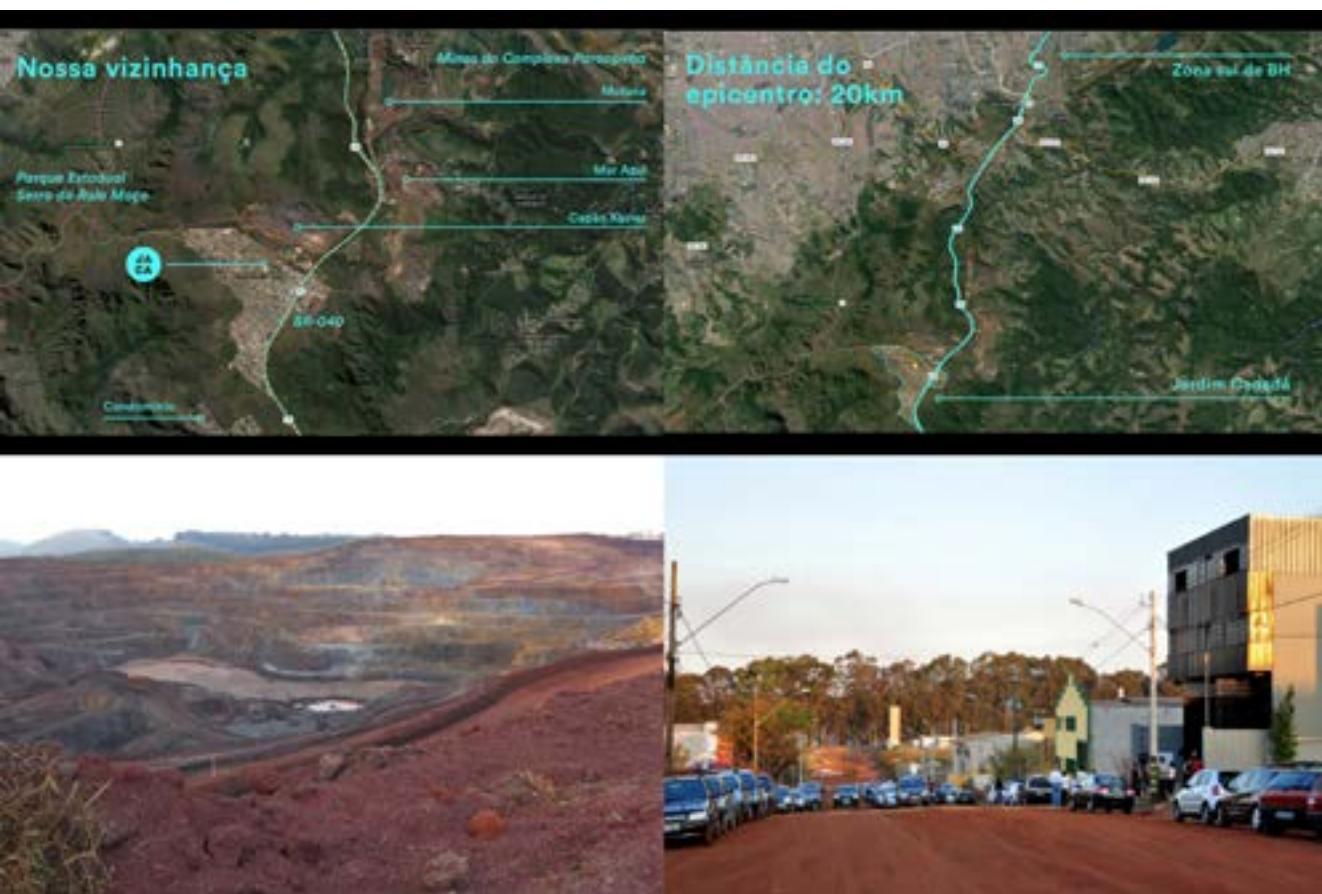 Nossa vizinhança
Minas do Complexo Paraopeba
Mutuca
Mar Azul
Capão Xavier
Parque Estadual
Serra do Rola Moça
JA
CA
BR-040
Condomínio
Distância do
epicentro: 20km
Zona sul de BH
Jardim Canadá